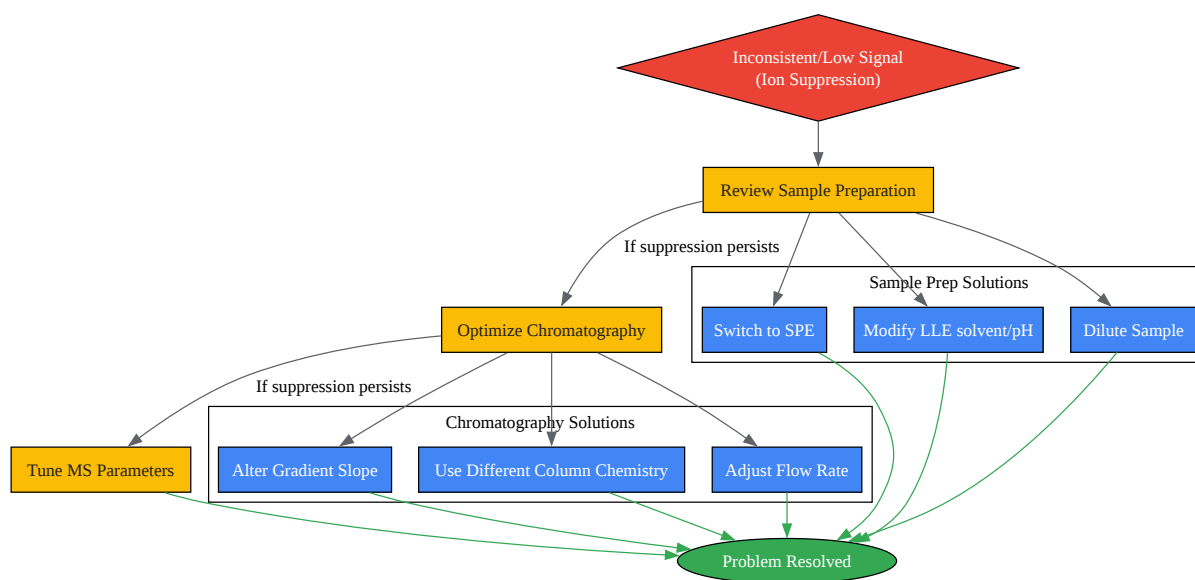 Inconsistent/Low Signal
(Ion Suppression)
Review Sample Preparation
If suppression persists
Sample Prep Solutions
Optimize Chromatography
Switch to SPE
Modify LLE solvent/pH
Dilute Sample
If suppression persists
Chromatography Solutions
Tune MS Parameters
Alter Gradient Slope
Use Different Column Chemistry
Adjust Flow Rate
Problem Resolved